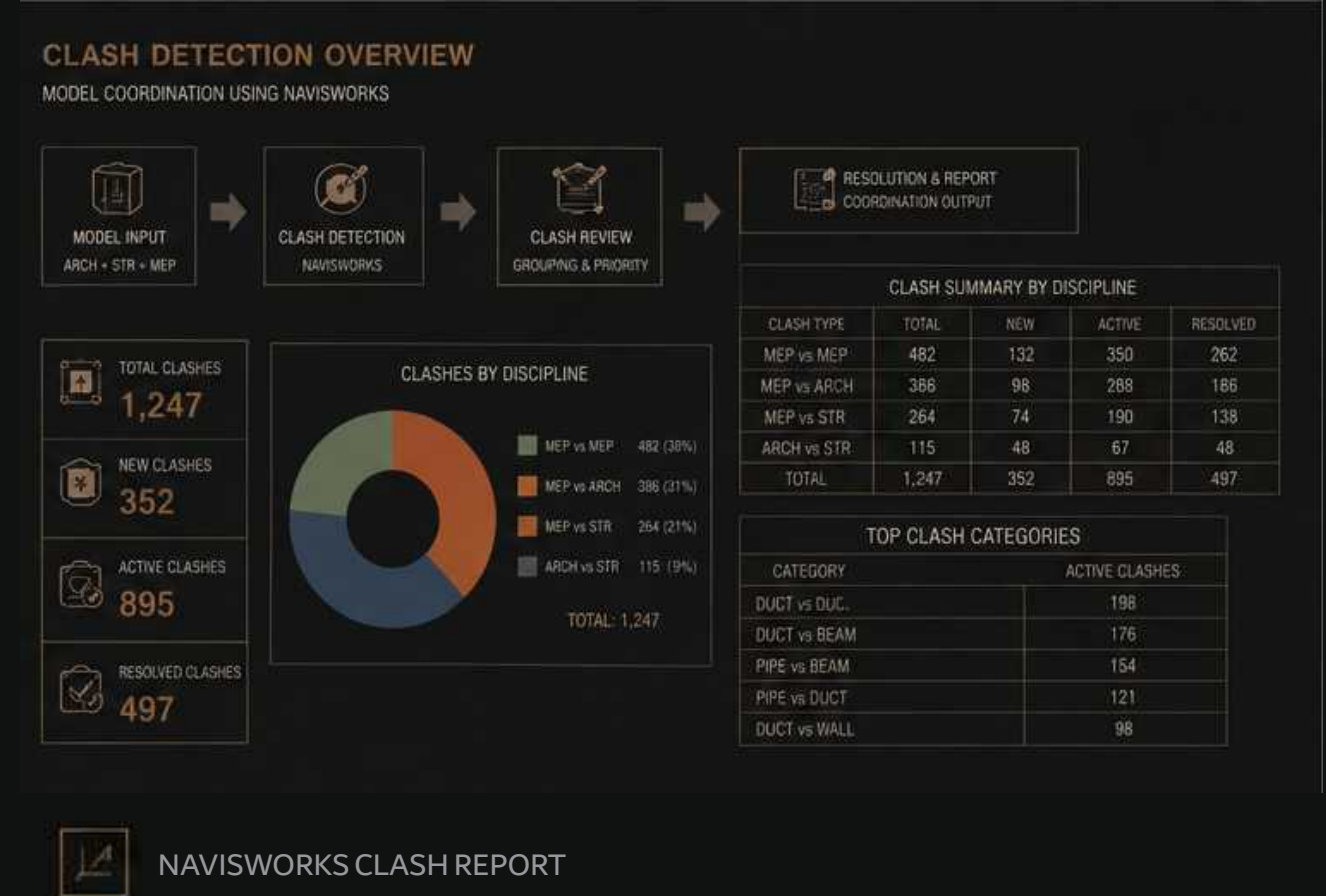 CLASH DETECTION OVERVIEW
MODEL COORDINATION USING NAVISWORKS
MODEL INPUT
ARCH + STR + MEP
CLASH DETECTION
NAVISWORKS
CLASH REVIEW
GROUPING & PRIORITY
RESOLUTION & REPORT
COORDINATION OUTPUT
TOTAL CLASHES
1,247
NEW CLASHES
352
ACTIVE CLASHES
895
RESOLVED CLASHES
497
CLASHES BY DISCIPLINE
MEP vs MEP 482 (38%)
MEP vs ARCH 386 (31%)
MEP vs STR 264 (21%)
ARCH vs STR 115 (9%)
TOTAL: 1,247
CLASH SUMMARY BY DISCIPLINE
CLASH TYPE TOTAL NEW ACTIVE RESOLVED
MEP vs MEP 482 132 350 262
MEP vs ARCH 386 98 288 186
MEP vs STR 264 74 190 138
ARCH vs STR 115 48 67 48
TOTAL 1,247 352 895 497
TOP CLASH CATEGORIES
CATEGORY ACTIVE CLASHES
DUCT vs DUC. 198
DUCT vs BEAM 176
PIPE vs BEAM 154
PIPE vs DUCT 121
DUCT vs WALL 98
NAVISWORKS CLASH REPORT